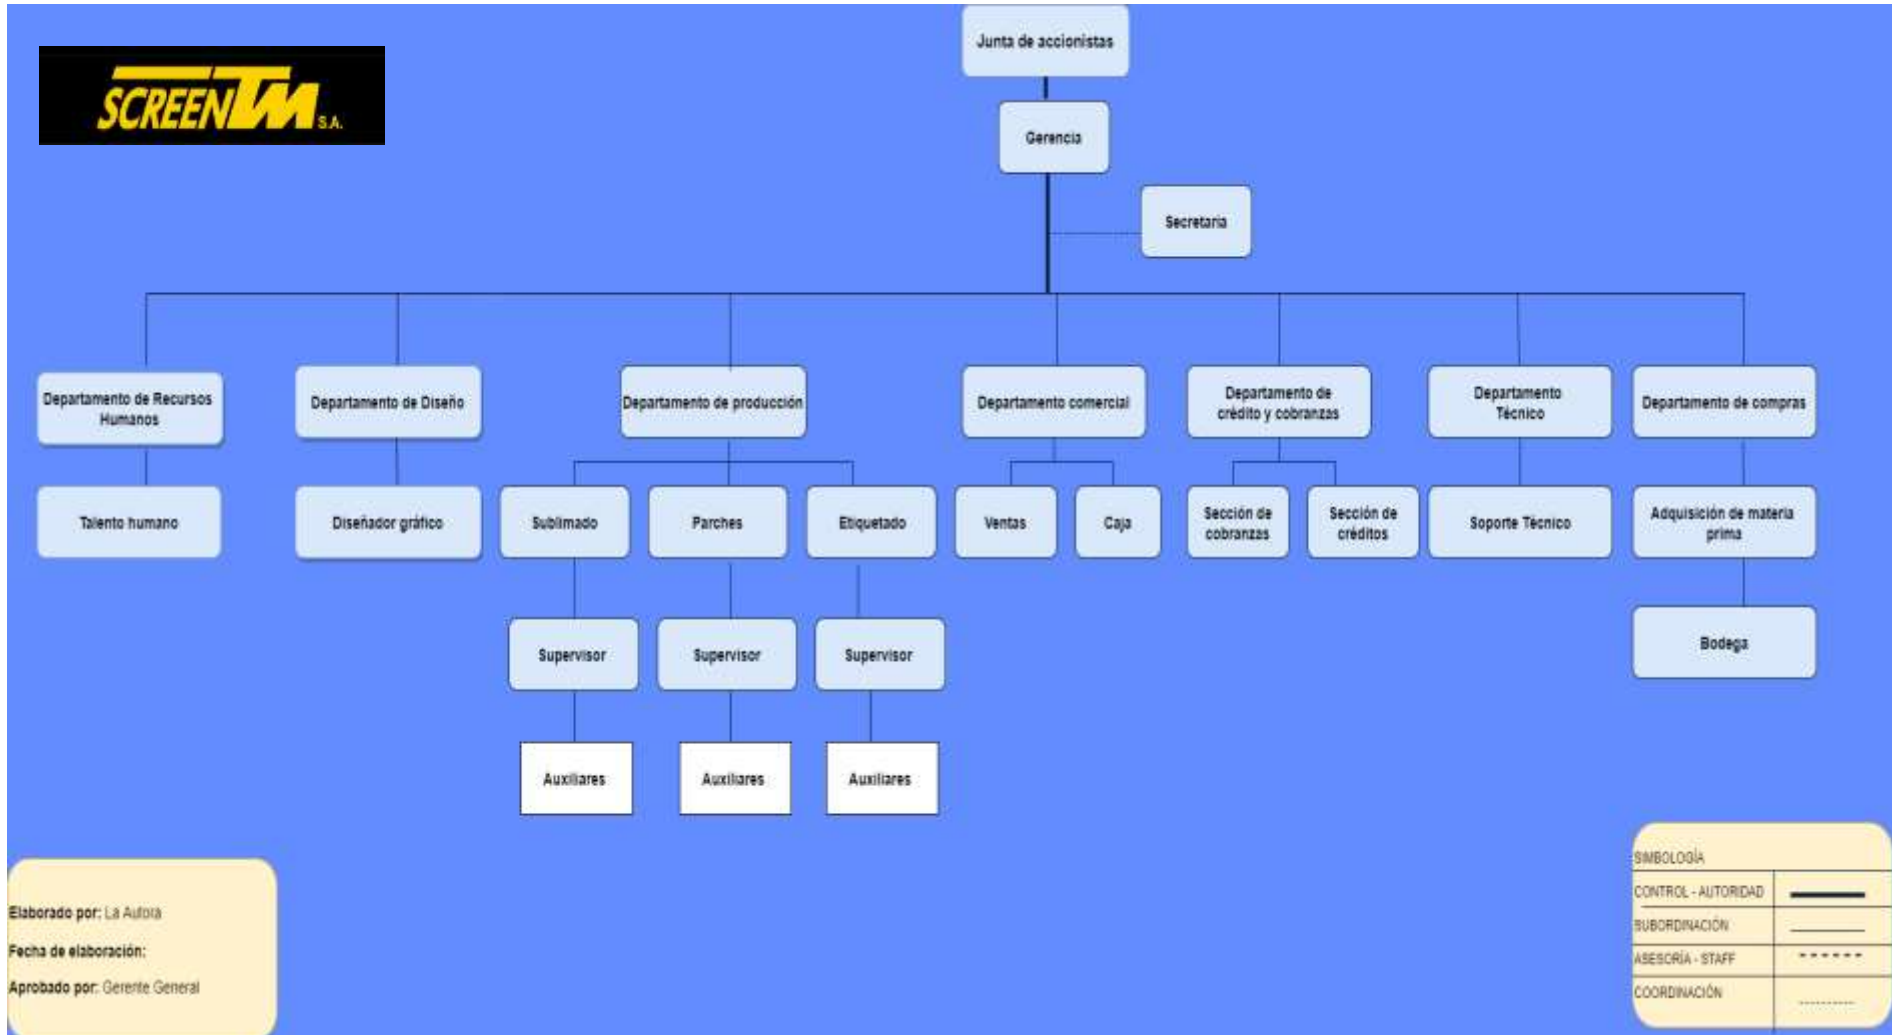 Junta de accionistas
SCREEN TM S.A.
Gerencia
Secretaria
Departamento de Recursos
Humanos
Departamento de Diseño
Departamento de producción
Departamento comercial
Departamento de
crédito y cobranzas
Departamento
Técnico
Departamento de compras
Talento humano
Diseñador gráfico
Sublimado
Parches
Etiquetado
Ventas
Caja
Sección de
cobranzas
Sección de
créditos
Soporte Técnico
Adquisición de materia
prima
Supervisor
Supervisor
Supervisor
Bodega
Auxiliares
Auxiliares
Auxiliares
Elaborado por: La Autora
Fecha de elaboración:
Aprobado por: Gerente General
SIMBOLOGÍA
CONTROL - AUTORIDAD
SUBORDINACIÓN
ASESORÍA - STAFF
COORDINACIÓN